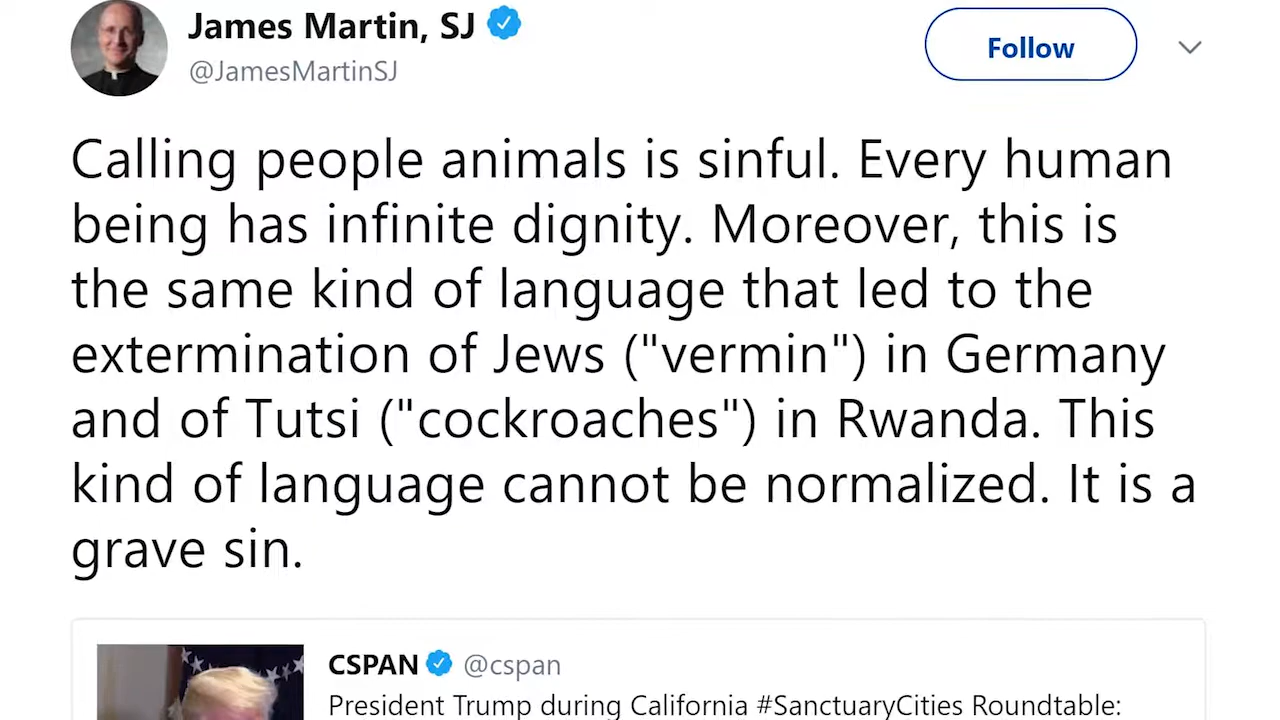 James Martin, SJ
@JamesMartinSJ
Follow
Calling people animals is sinful. Every human
being has infinite dignity. Moreover, this is
the same kind of language that led to the
extermination of Jews ("vermin") in Germany
and of Tutsi ("cockroaches") in Rwanda. This
kind of language cannot be normalized. It is a
grave sin.
CSPAN @cspan
President Trump during California #SanctuaryCities Roundtable: